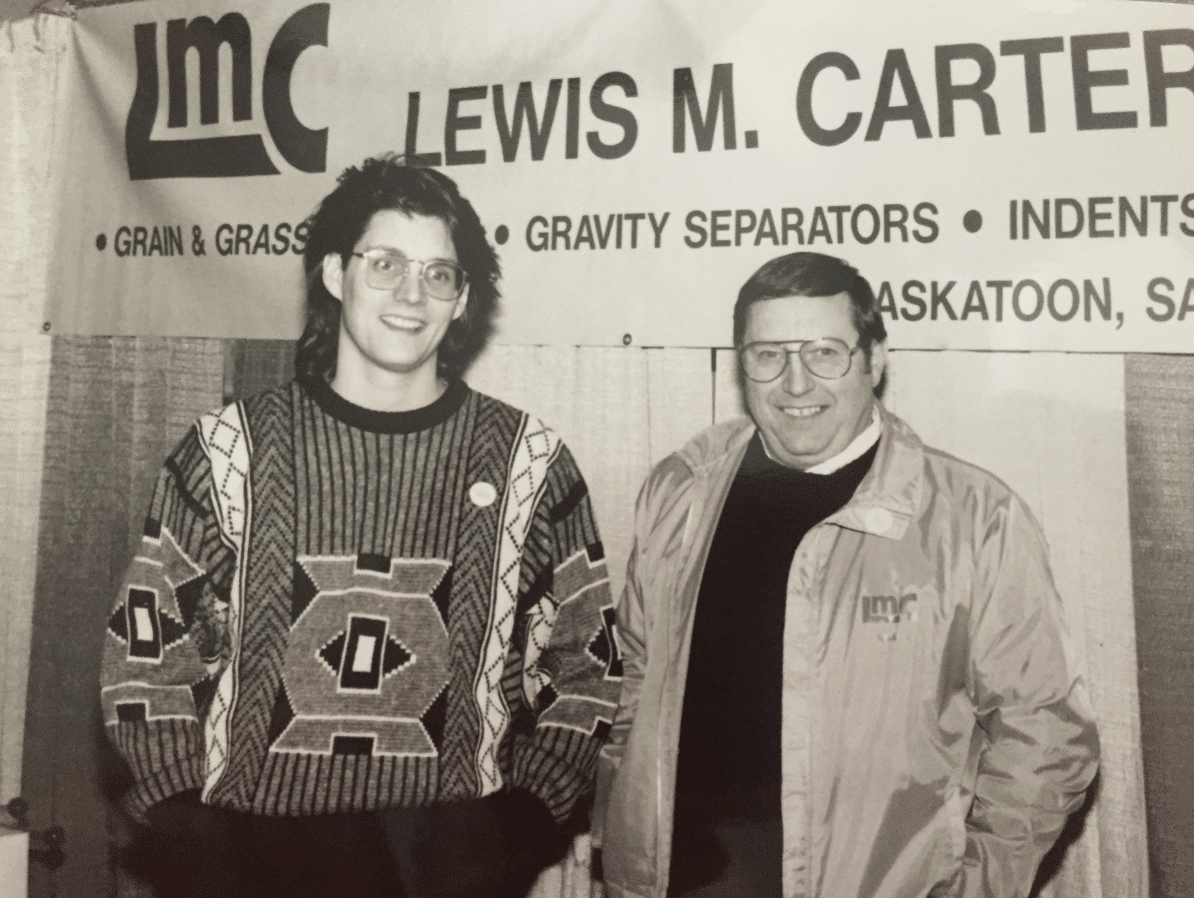 LMC LEWIS M. CARTER
• GRAIN & GRASS • GRAVITY SEPARATORS • INDENTS
ASKATOON, SA
LMC